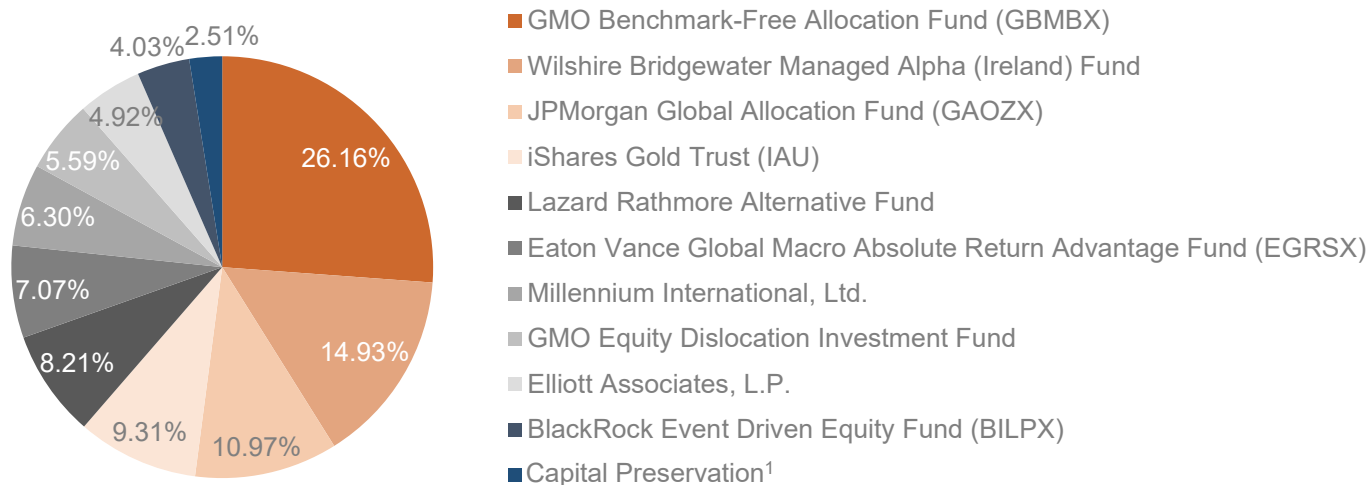 GMO Benchmark-Free Allocation Fund (GBMBX)
Wilshire Bridgewater Managed Alpha (Ireland) Fund
JPMorgan Global Allocation Fund (GAOZX)
iShares Gold Trust (IAU)
Lazard Rathmore Alternative Fund
Eaton Vance Global Macro Absolute Return Advantage Fund (EGRSX)
Millennium International, Ltd.
GMO Equity Dislocation Investment Fund
Elliott Associates, L.P.
BlackRock Event Driven Equity Fund (BILPX)
Capital Preservation¹
26.16%
14.93%
10.97%
9.31%
8.21%
7.07%
6.30%
5.59%
4.92%
4.03%
2.51%